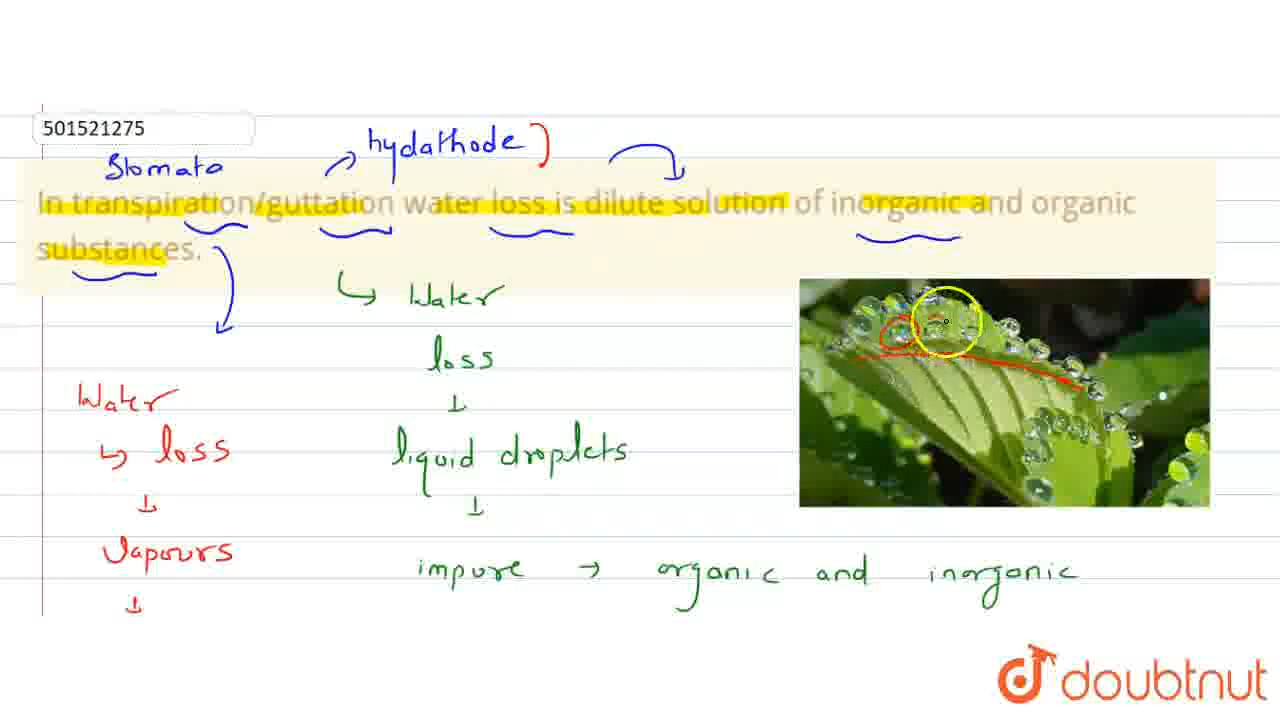 501521275
Stomata
hydathode
In transpiration/guttation water loss is dilute solution of inorganic and organic
substances.
Water
loss
liquid droplets
Water
loss
Vapours
impure → organic and inorganic
doubtnut